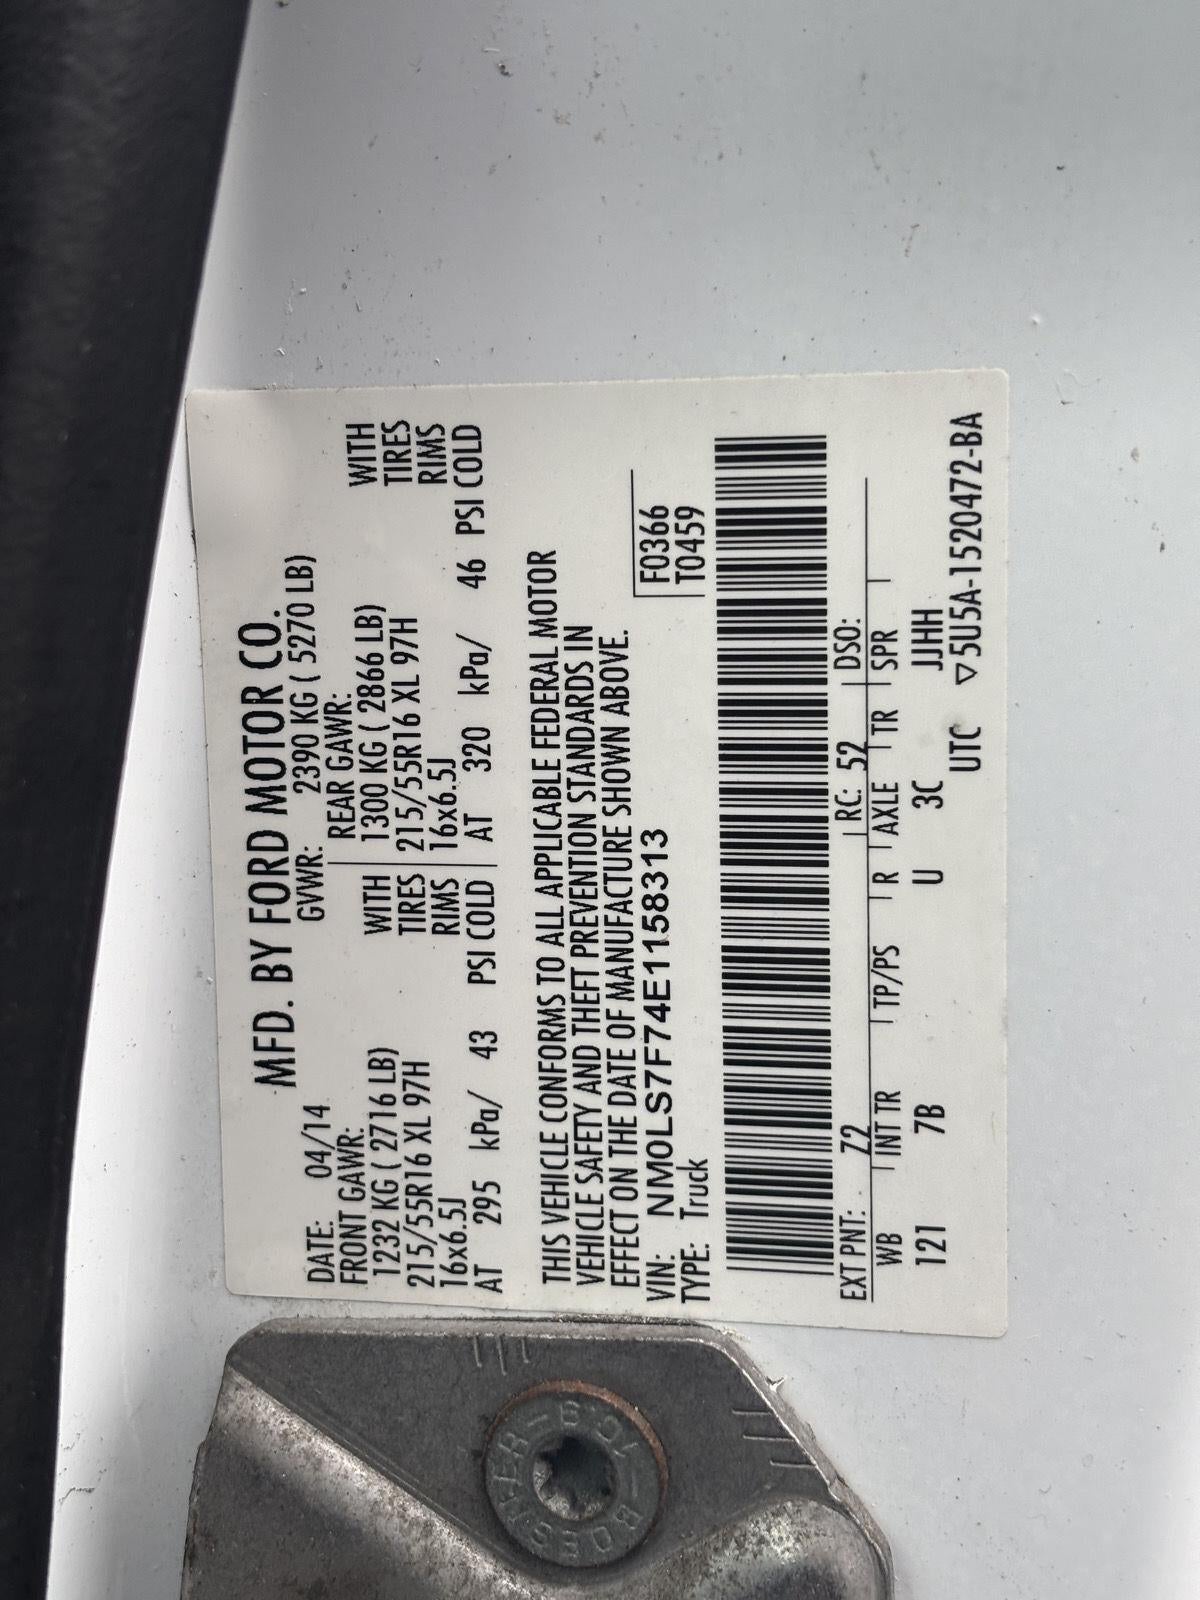 MFD. BY FORD MOTOR CO.
DATE: 04/14 GVWR: 2390 KG ( 5270 LB)
FRONT GAWR: REAR GAWR:
1232 KG ( 2716 LB) WITH 1300 KG ( 2866 LB) WITH
215/55R16 XL 97H TIRES 215/55R16 XL 97H TIRES
16x6.5J RIMS 16x6.5J RIMS
AT 295 kPa/ 43 PSI COLD AT 320 kPa/ 46 PSI COLD
THIS VEHICLE CONFORMS TO ALL APPLICABLE FEDERAL MOTOR
VEHICLE SAFETY AND THEFT PREVENTION STANDARDS IN
EFFECT ON THE DATE OF MANUFACTURE SHOWN ABOVE.
VIN: NM0LS7F74E1158313 F0366
TYPE: Truck T0459
EXT PNT: Z2 RC: 52 DSO:
WB INT TR TP/PS R AXLE TR SPR
121 7B U 3C JJHH
UTC ▽5U5A-1520472-BA
BOESNER-10.9